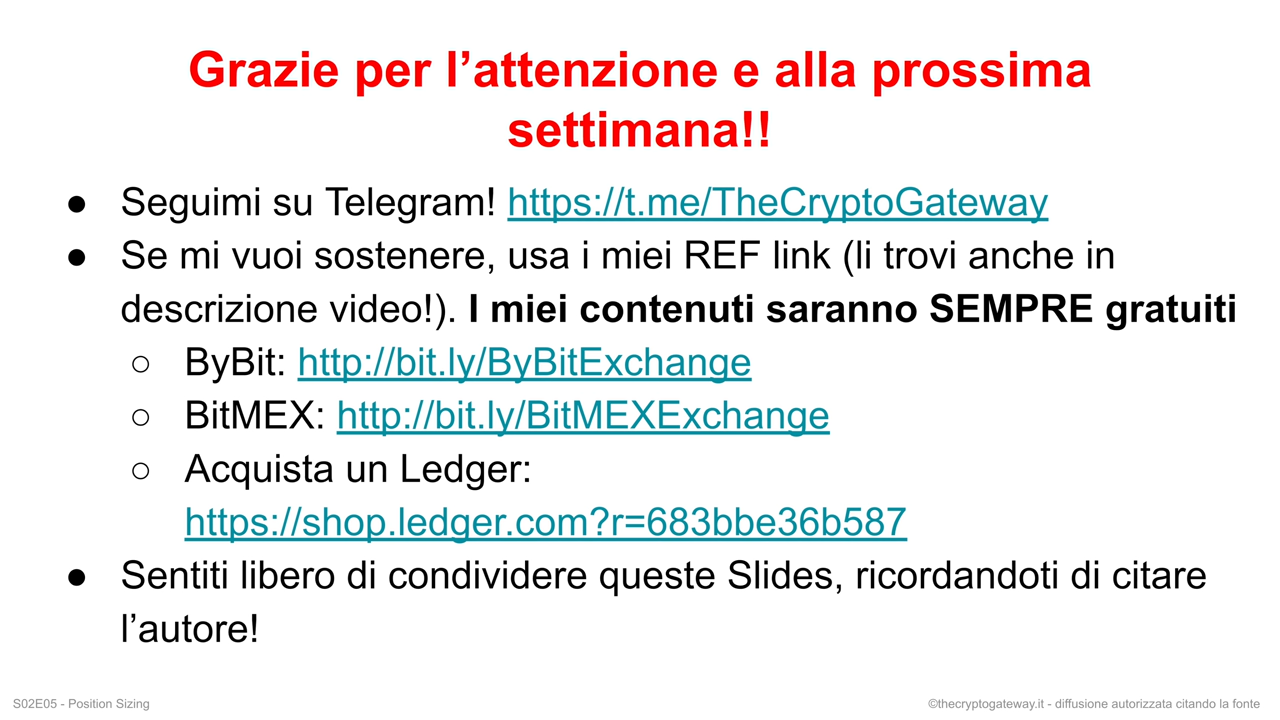 Grazie per l’attenzione e alla prossima
settimana!!
● Seguimi su Telegram! https://t.me/TheCryptoGateway
● Se mi vuoi sostenere, usa i miei REF link (li trovi anche in
descrizione video!). I miei contenuti saranno SEMPRE gratuiti
○ ByBit: http://bit.ly/ByBitExchange
○ BitMEX: http://bit.ly/BitMEXExchange
○ Acquista un Ledger:
https://shop.ledger.com?r=683bbe36b587
● Sentiti libero di condividere queste Slides, ricordandoti di citare
l’autore!
S02E05 - Position Sizing
©thecryptogateway.it - diffusione autorizzata citando la fonte